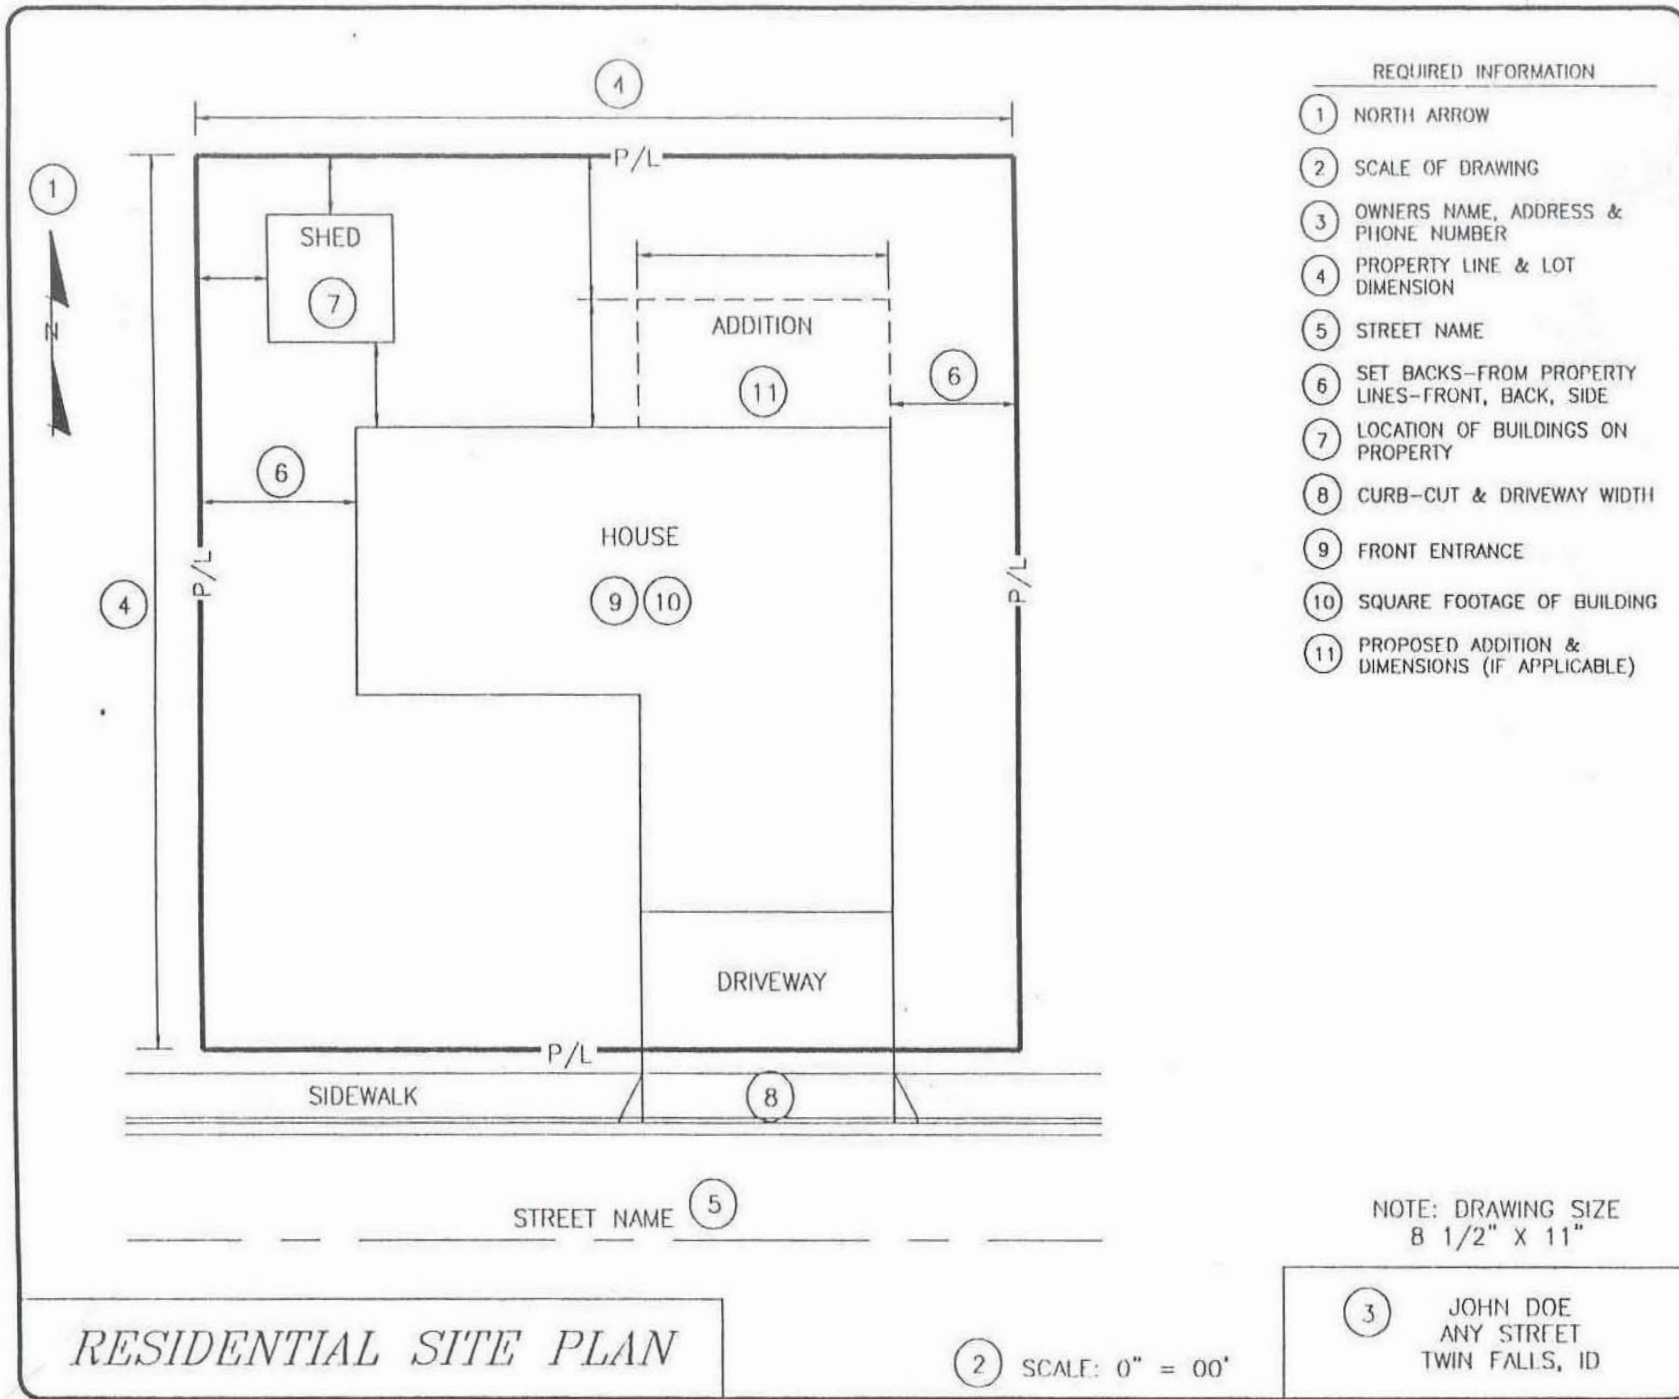 4
P/L
1
N
SHED
7
ADDITION
11
6
6
HOUSE
9 10
P/L
4
P/L
DRIVEWAY
P/L
SIDEWALK
8
STREET NAME 5
RESIDENTIAL SITE PLAN
2 SCALE: 0" = 00'
REQUIRED INFORMATION
1 NORTH ARROW
2 SCALE OF DRAWING
3 OWNERS NAME, ADDRESS &
PHONE NUMBER
4 PROPERTY LINE & LOT
DIMENSION
5 STREET NAME
6 SET BACKS-FROM PROPERTY
LINES-FRONT, BACK, SIDE
7 LOCATION OF BUILDINGS ON
PROPERTY
8 CURB-CUT & DRIVEWAY WIDTH
9 FRONT ENTRANCE
10 SQUARE FOOTAGE OF BUILDING
11 PROPOSED ADDITION &
DIMENSIONS (IF APPLICABLE)
NOTE: DRAWING SIZE
8 1/2" X 11"
3 JOHN DOE
ANY STREET
TWIN FALLS, ID